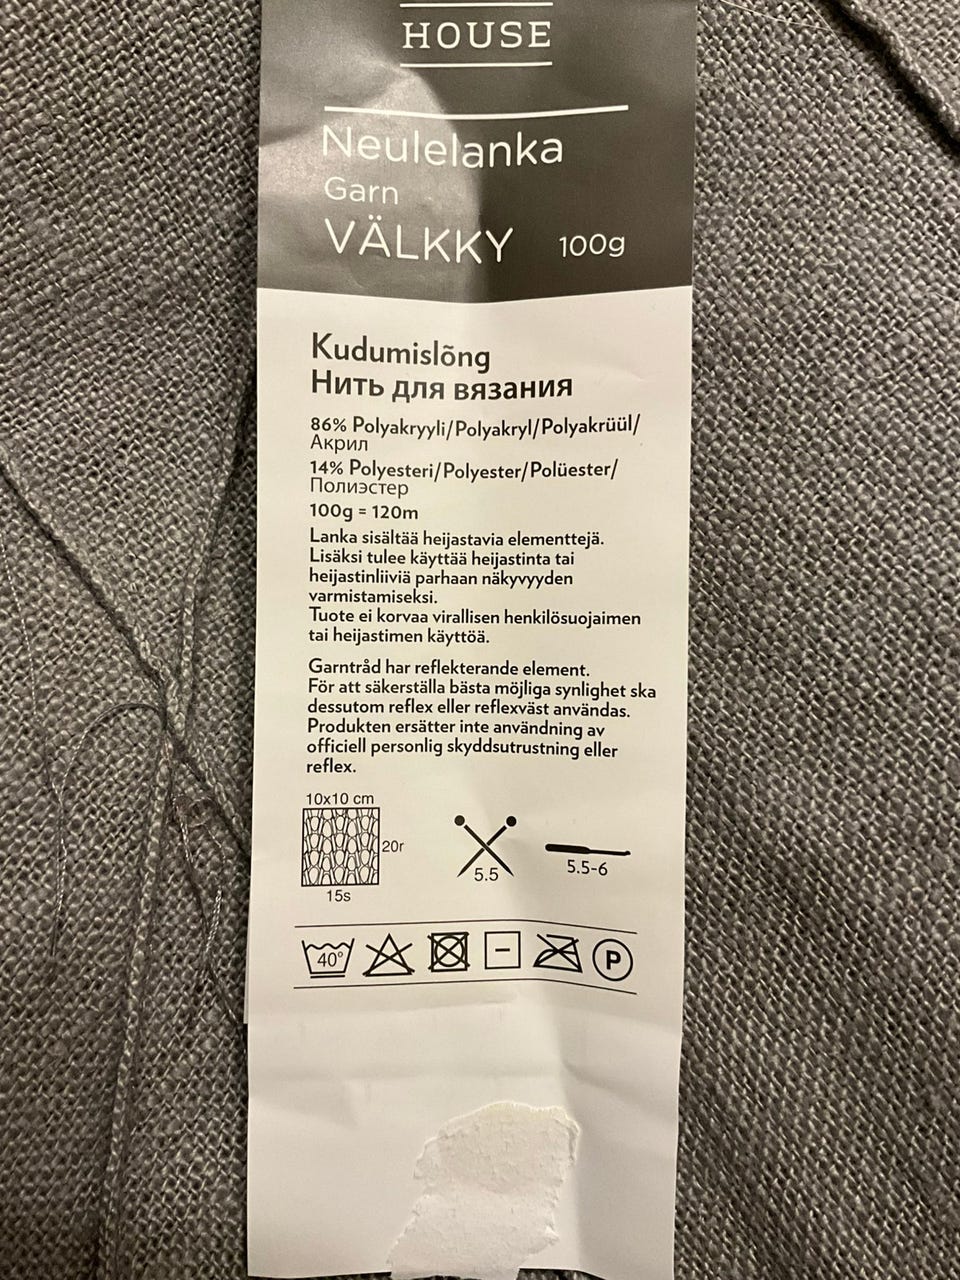 HOUSE
Neulelanka
Garn
VÄLKKY 100g
Kudumislõng
Нить для вязания
86% Polyakryyli/Polyakryl/Polyakrüül/
Акрил
14% Polyesteri/Polyester/Polüester/
Полиэстер
100g = 120m
Lanka sisältää heijastavia elementtejä.
Lisäksi tulee käyttää heijastinta tai
heijastinliiviä parhaan näkyvyyden
varmistamiseksi.
Tuote ei korvaa virallisen henkilösuojaimen
tai heijastimen käyttöä.
Garntråd har reflekterande element.
För att säkerställa bästa möjliga synlighet ska
dessutom reflex eller reflexväst användas.
Produkten ersätter inte användning av
officiell personlig skyddsutrustning eller
reflex.
10x10 cm
20r
15s
5.5
5.5-6
40° P